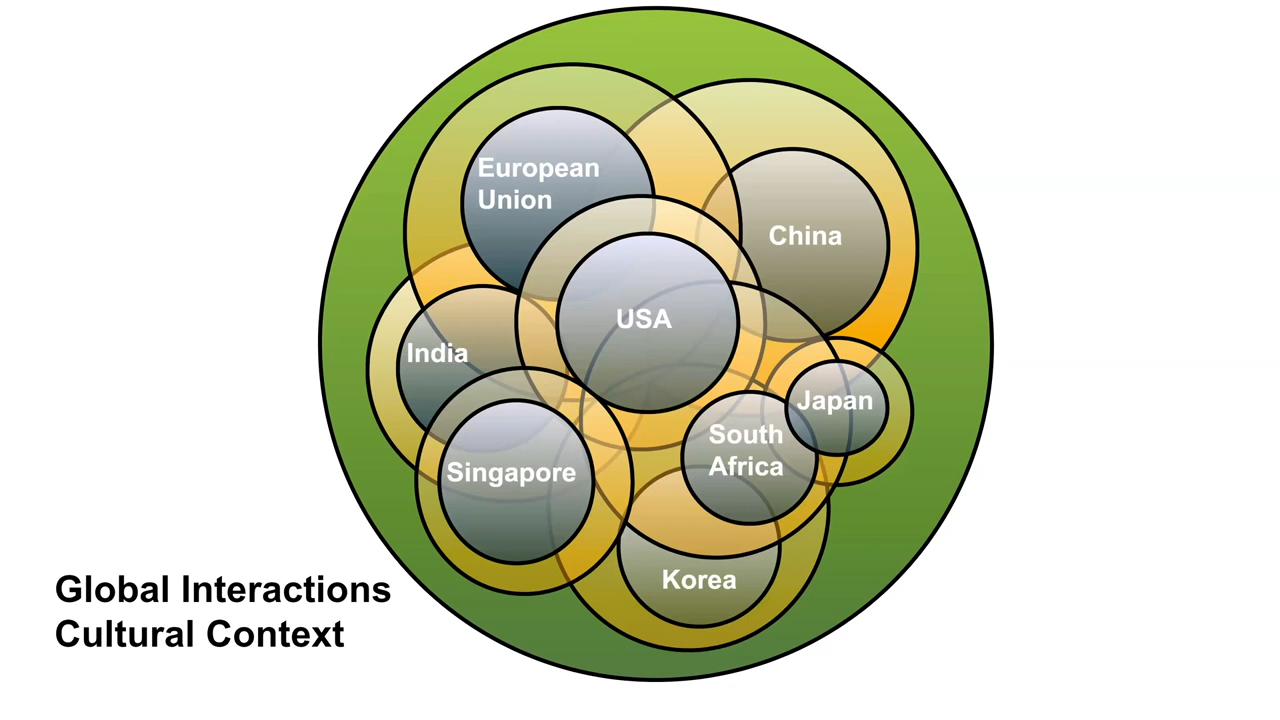 European
Union
China
USA
India
Japan
South
Africa
Singapore
Korea
Global Interactions
Cultural Context